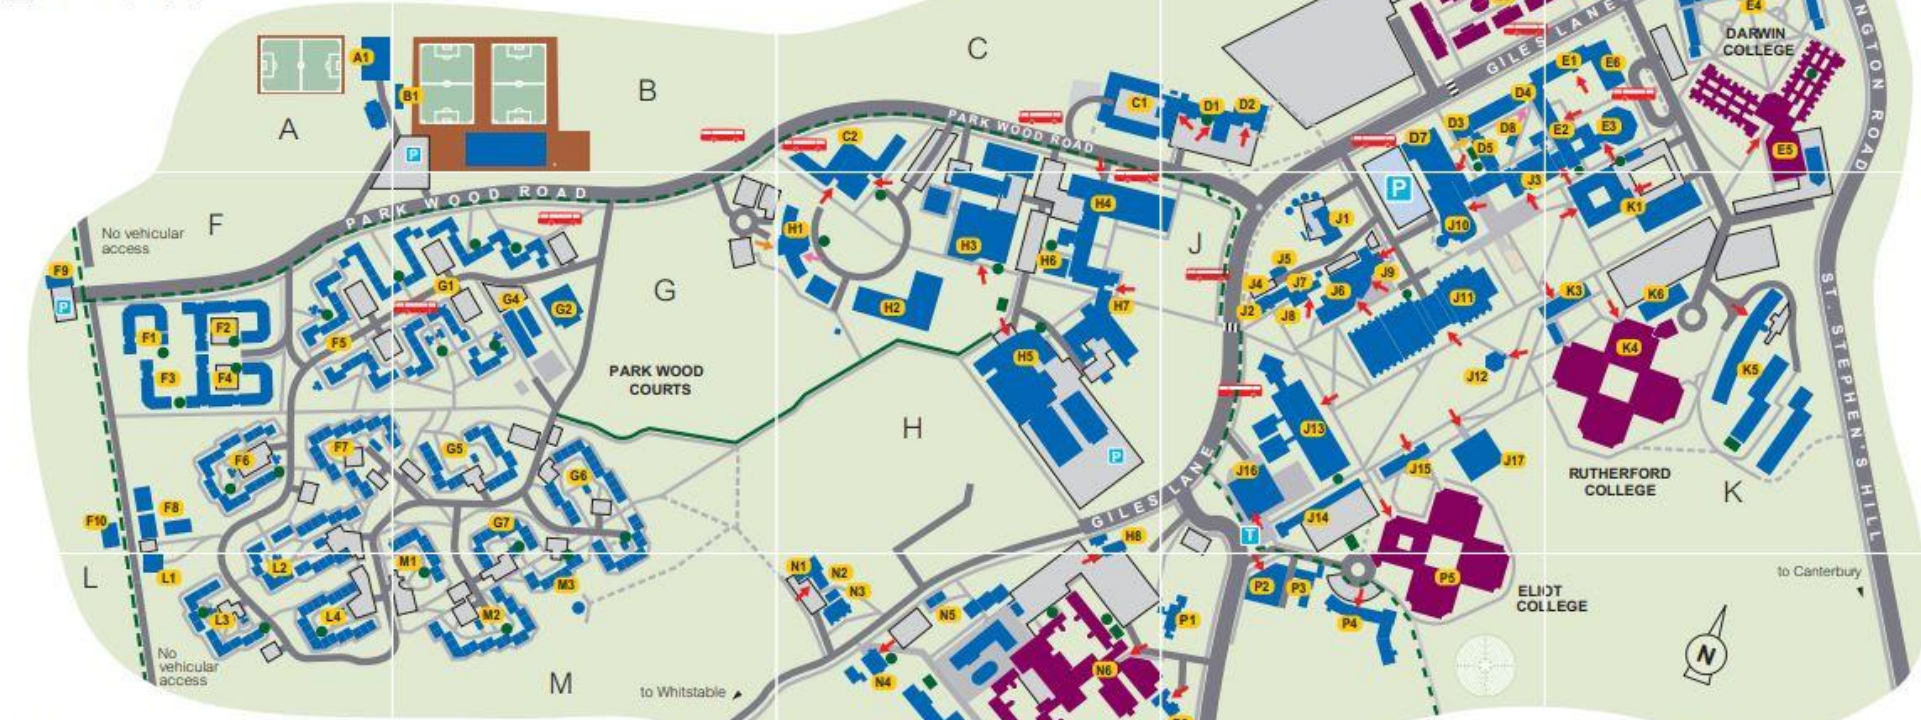 E4
DARWIN
COLLEGE
NGTON ROAD
GILES LANE
A1
B1
A
B
C
P
PARK WOOD ROAD
C1
D1
D2
C2
D3
D4
D5
D7
D8
E1
E2
E3
E6
E5
F
No vehicular
access
PARK WOOD ROAD
F9
P
F1
F2
F3
F4
F5
G1
G2
G4
G
PARK WOOD
COURTS
H1
H2
H3
H4
H5
H6
H7
H
P
J
P
J1
J2
J3
J4
J5
J6
J7
J8
J9
J10
J11
J12
J13
J14
J15
J16
J17
K1
K3
K4
K5
K6
RUTHERFORD
COLLEGE
K
ST. STEPHEN'S HILL
F6
F7
F8
F10
G5
G6
G7
GILES LANE
H8
T
L
L1
L2
L3
L4
M1
M2
M3
M
No
vehicular
access
to Whitstable
N1
N2
N3
N4
N5
N6
P1
P2
P3
P4
P5
ELIOT
COLLEGE
to Canterbury
N